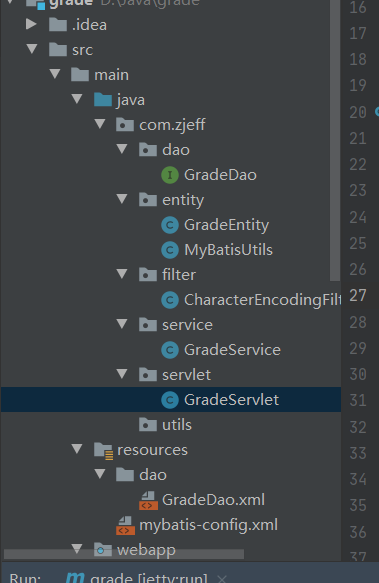 grade D:\Java\grade
.idea
src
main
java
com.zjeff
dao
GradeDao
entity
GradeEntity
MyBatisUtils
filter
CharacterEncodingFilt
service
GradeService
servlet
GradeServlet
utils
resources
dao
GradeDao.xml
mybatis-config.xml
webapp
Run: grade [jetty:run]
16
17
18
19
20
21
22
23
24
25
26
27
28
29
30
31
32
33
34
35
36
37